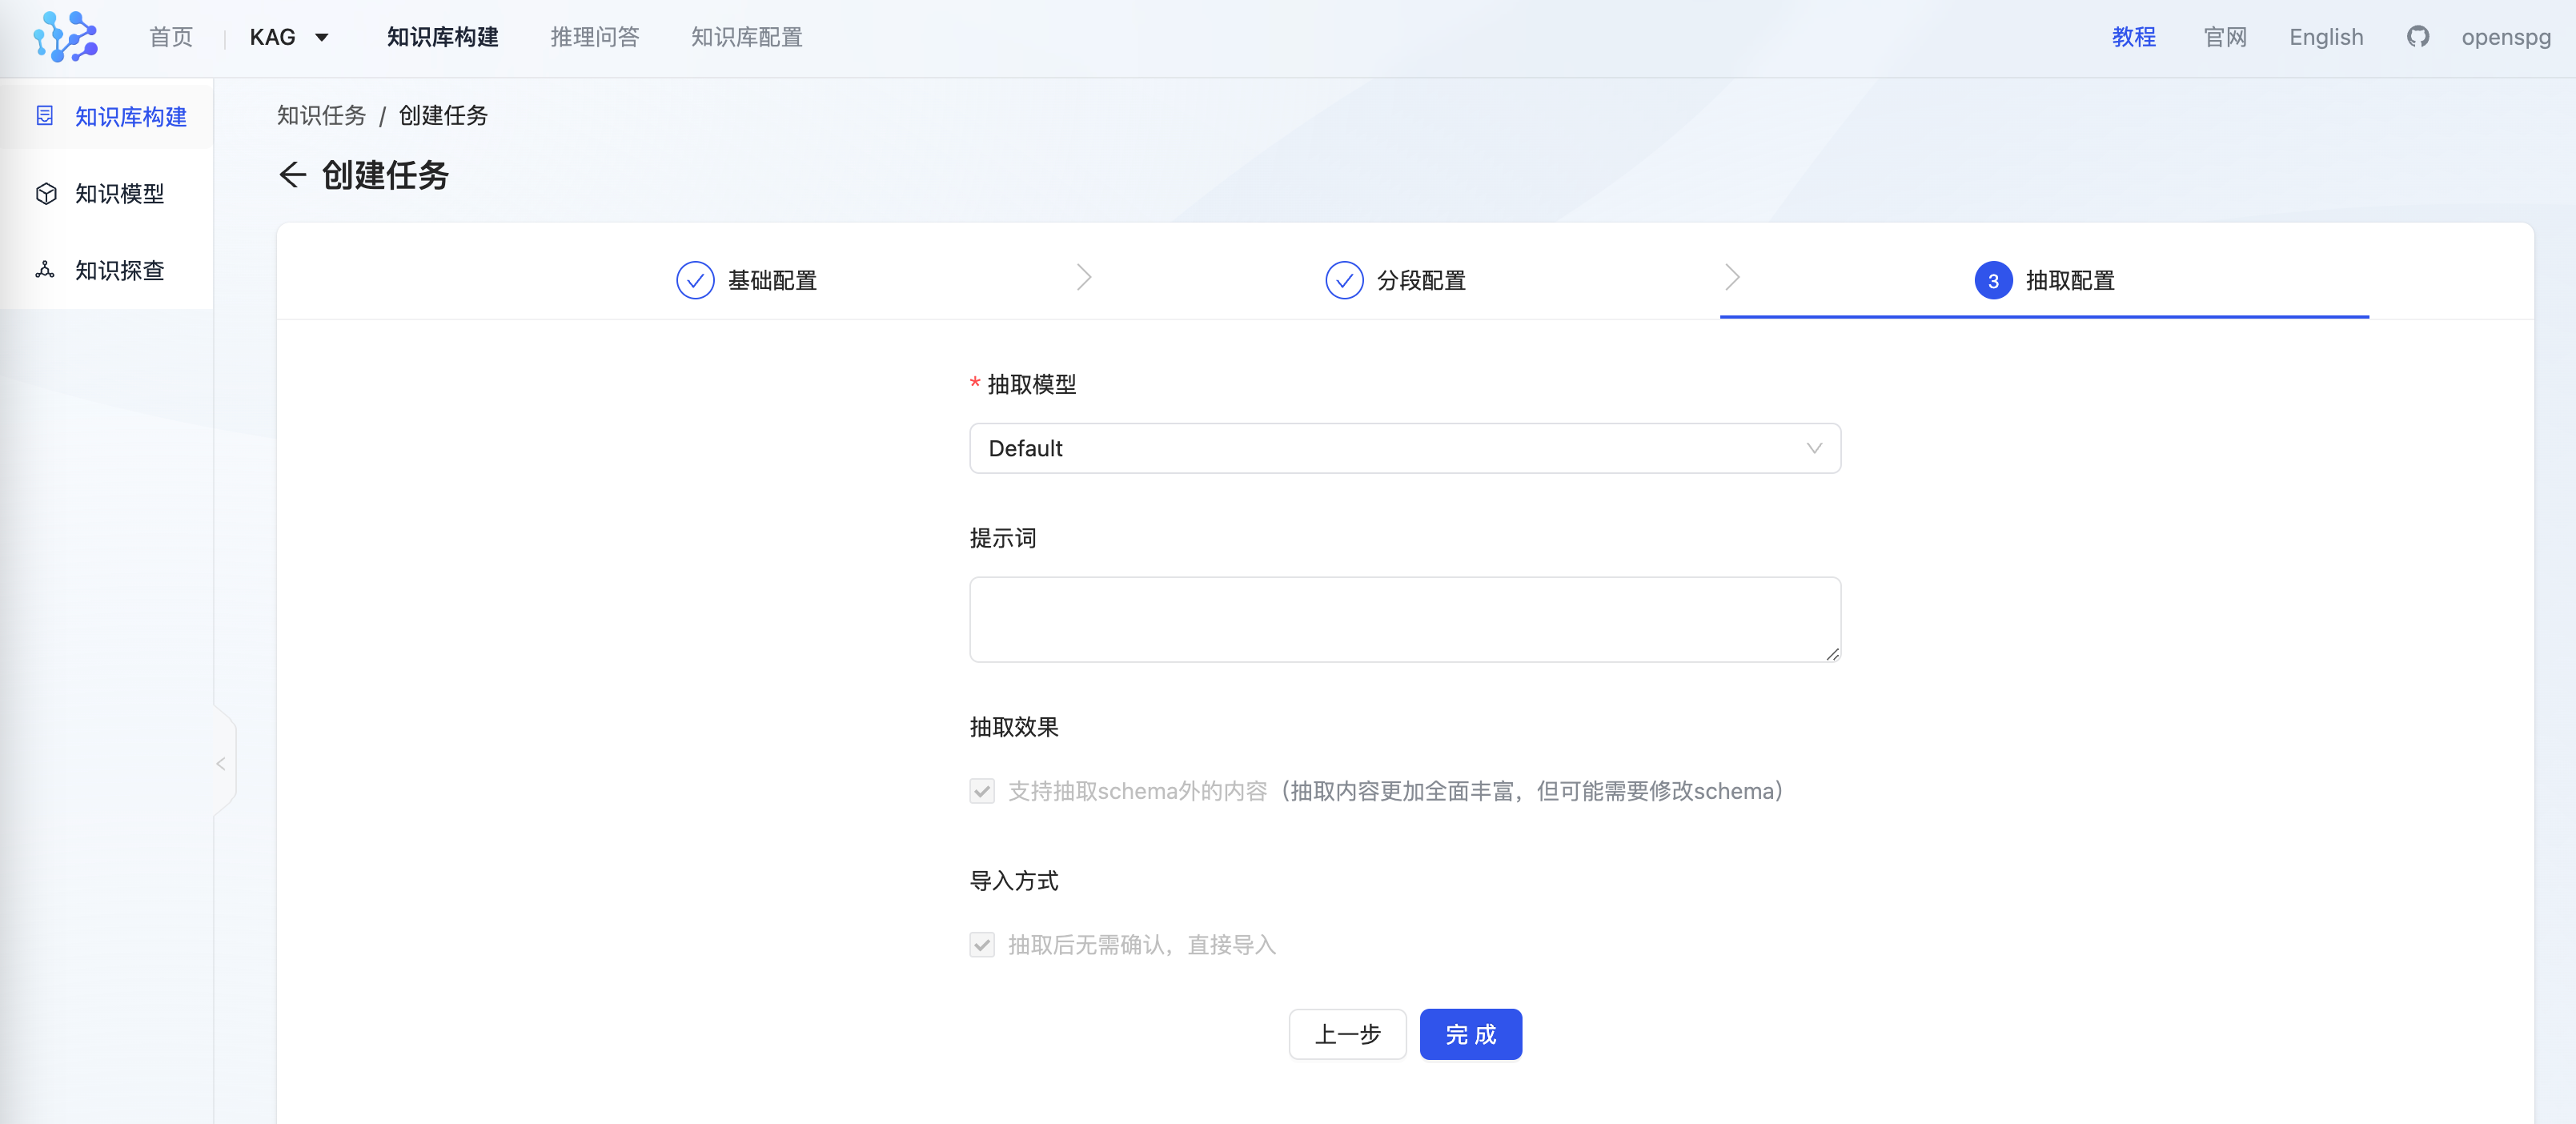 首页 | KAG 知识库构建 推理问答 知识库配置 教程 官网 English openspg
知识库构建
知识模型
知识探查
知识任务 / 创建任务
创建任务
基础配置 分段配置 3 抽取配置
* 抽取模型
Default
提示词
抽取效果
支持抽取schema外的内容（抽取内容更加全面丰富，但可能需要修改schema）
导入方式
抽取后无需确认，直接导入
上一步 完 成